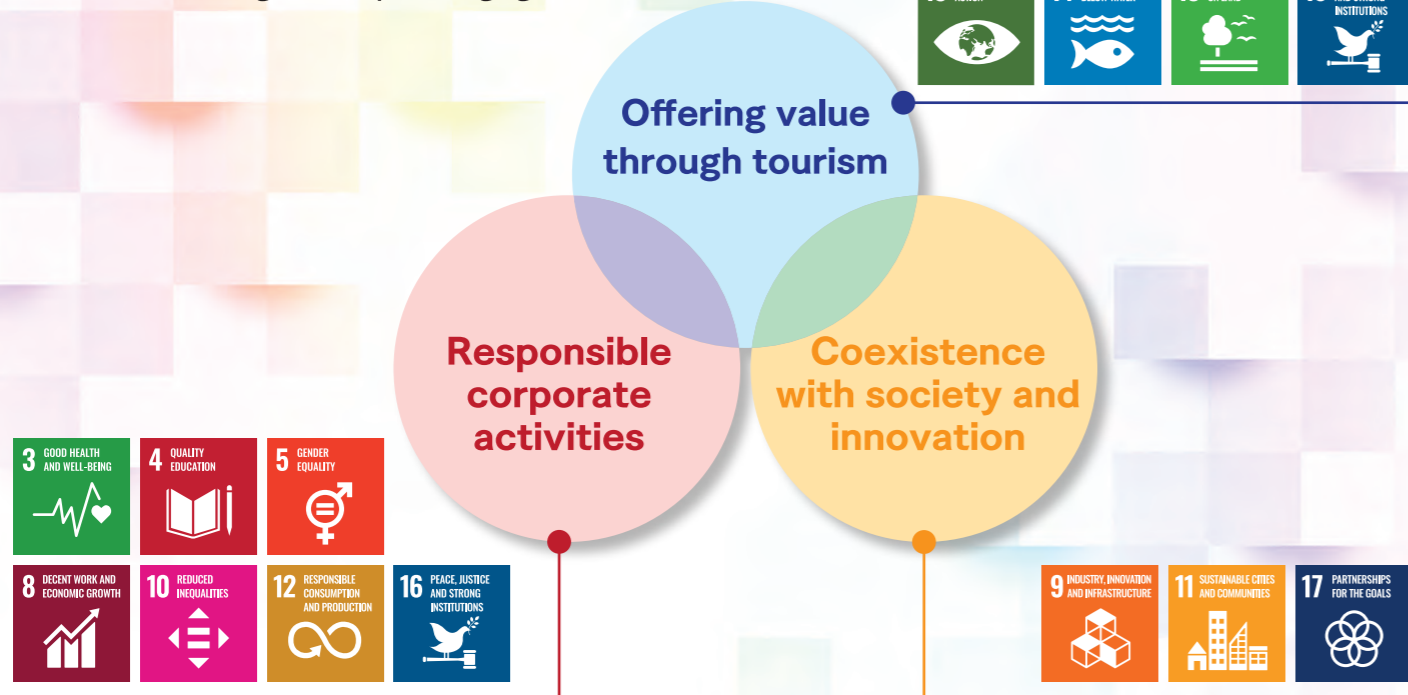 INSTITUTIONS
Offering value
through tourism
Responsible
corporate
activities
Coexistence
with society and
innovation
3 GOOD HEALTH
AND WELL-BEING
4 QUALITY
EDUCATION
5 GENDER
EQUALITY
8 DECENT WORK AND
ECONOMIC GROWTH
10 REDUCED
INEQUALITIES
12 RESPONSIBLE
CONSUMPTION
AND PRODUCTION
16 PEACE, JUSTICE
AND STRONG
INSTITUTIONS
9 INDUSTRY, INNOVATION
AND INFRASTRUCTURE
11 SUSTAINABLE CITIES
AND COMMUNITIES
17 PARTNERSHIPS
FOR THE GOALS